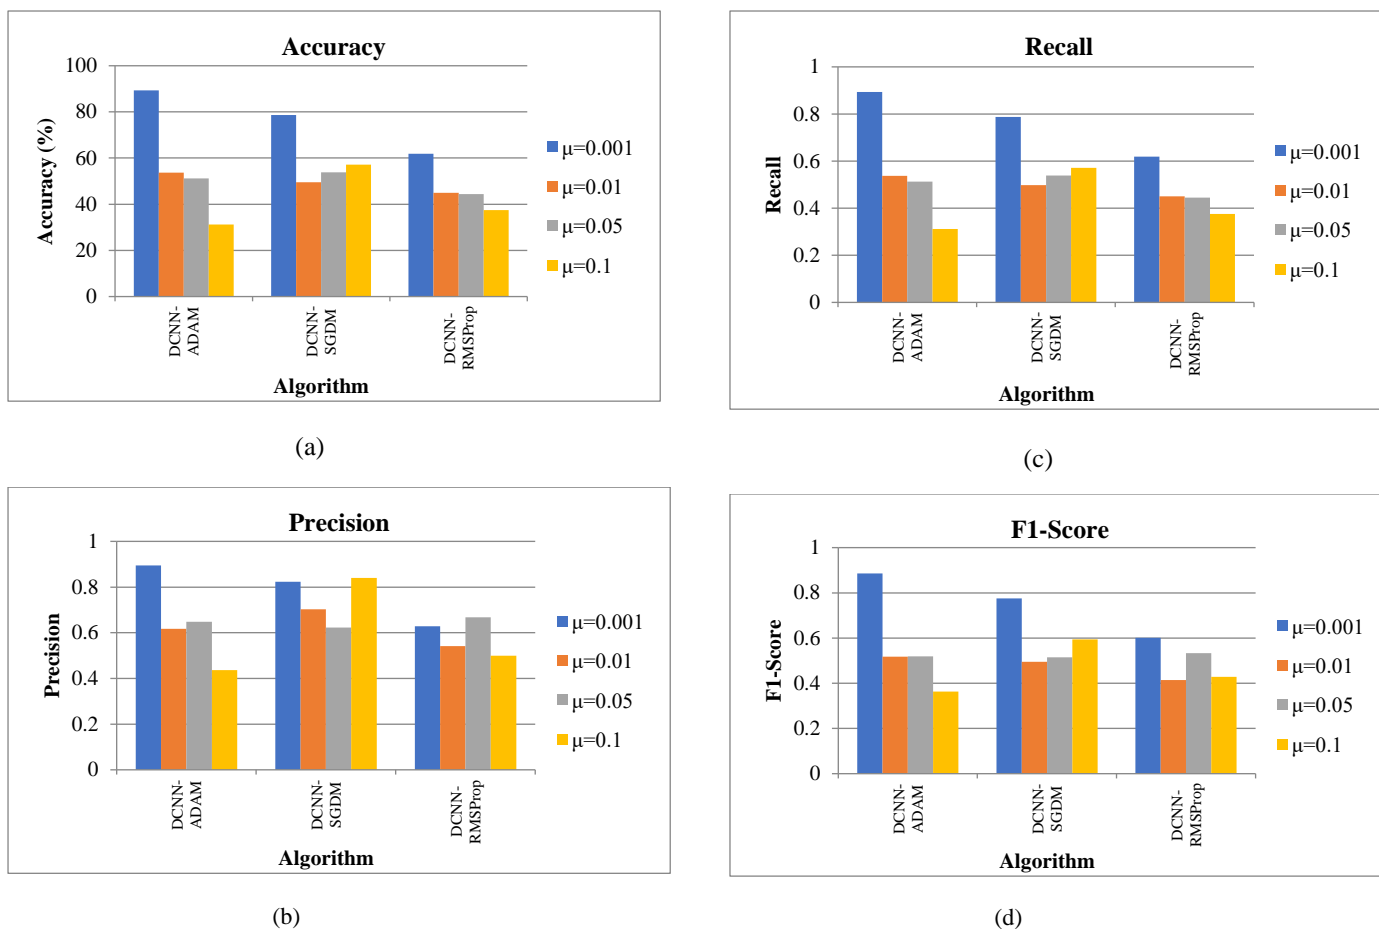 Accuracy
Accuracy (%)
100
80
60
40
20
0
DCNN-
ADAM
DCNN-
SGDM
DCNN-
RMSProp
Algorithm
μ=0.001
μ=0.01
μ=0.05
μ=0.1
(a)
Recall
Recall
1
0.8
0.6
0.4
0.2
0
DCNN-
ADAM
DCNN-
SGDM
DCNN-
RMSProp
Algorithm
μ=0.001
μ=0.01
μ=0.05
μ=0.1
(c)
Precision
Precision
1
0.8
0.6
0.4
0.2
0
DCNN-
ADAM
DCNN-
SGDM
DCNN-
RMSProp
Algorithm
μ=0.001
μ=0.01
μ=0.05
μ=0.1
(b)
F1-Score
F1-Score
1
0.8
0.6
0.4
0.2
0
DCNN-
ADAM
DCNN-
SGDM
DCNN-
RMSProp
Algorithm
μ=0.001
μ=0.01
μ=0.05
μ=0.1
(d)